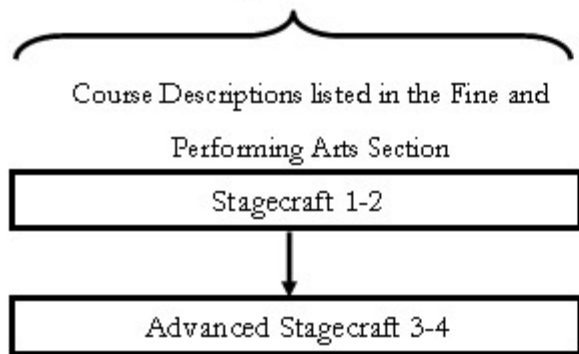 Course Descriptions listed in the Fine and
Performing Arts Section
Stagecraft 1-2
Advanced Stagecraft 3-4